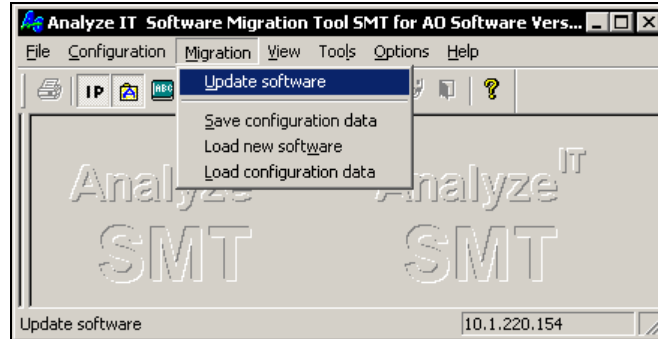 Analyze IT Software Migration Tool SMT for AO Software Vers...
File Configuration Migration View Tools Options Help
IP A ABC ?
Update software
Save configuration data
Load new software
Load configuration data
Analyze Analyze IT
SMT SMT
Update software 10.1.220.154